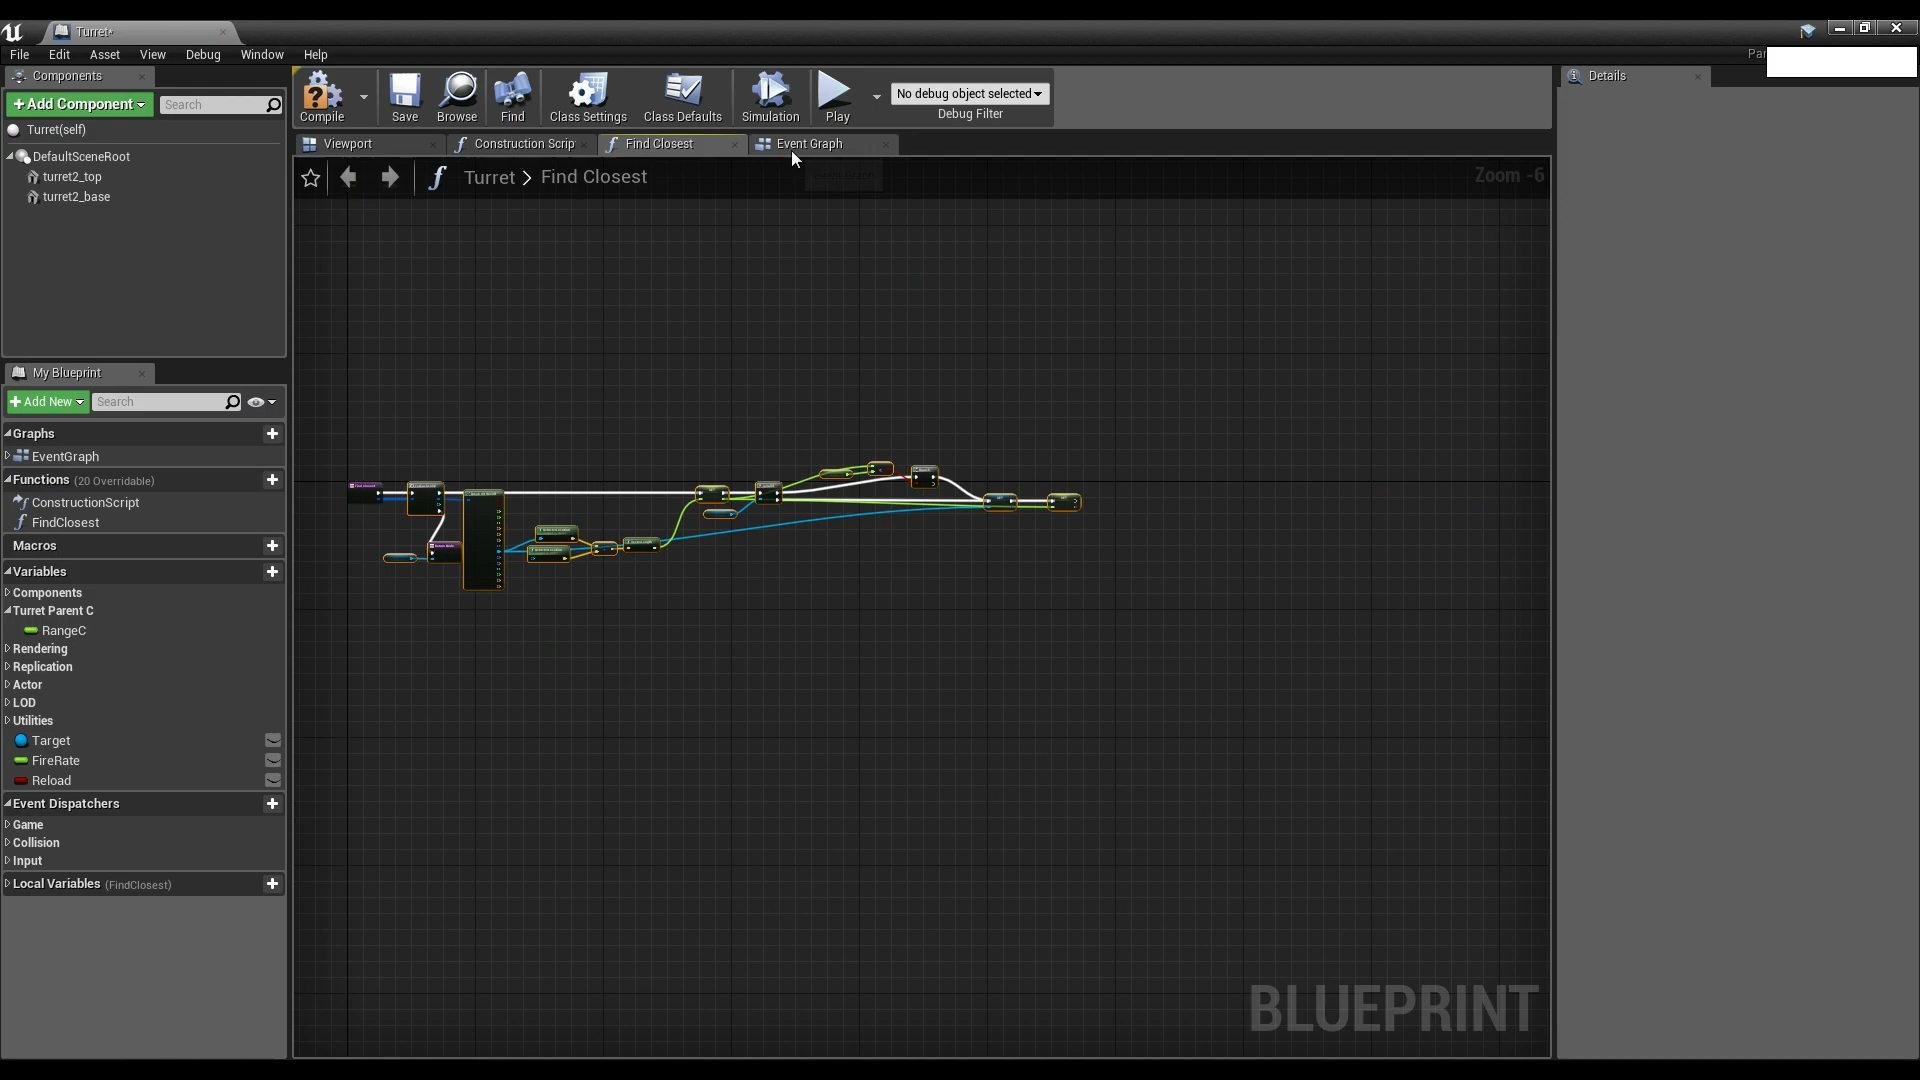 Turret*
File Edit Asset View Debug Window Help
Par
Components
Details
Add Component
Search
Compile
Save
Browse
Find
Class Settings
Class Defaults
Simulation
Play
No debug object selected
Debug Filter
Turret(self)
DefaultSceneRoot
turret2_top
turret2_base
Viewport
Construction Scrip
Find Closest
Event Graph
Turret > Find Closest
Zoom -6
My Blueprint
Add New
Search
Graphs
EventGraph
Functions (20 Overridable)
ConstructionScript
FindClosest
Macros
Variables
Components
Turret Parent C
RangeC
Rendering
Replication
Actor
LOD
Utilities
Target
FireRate
Reload
Event Dispatchers
Game
Collision
Input
Local Variables (FindClosest)
BLUEPRINT